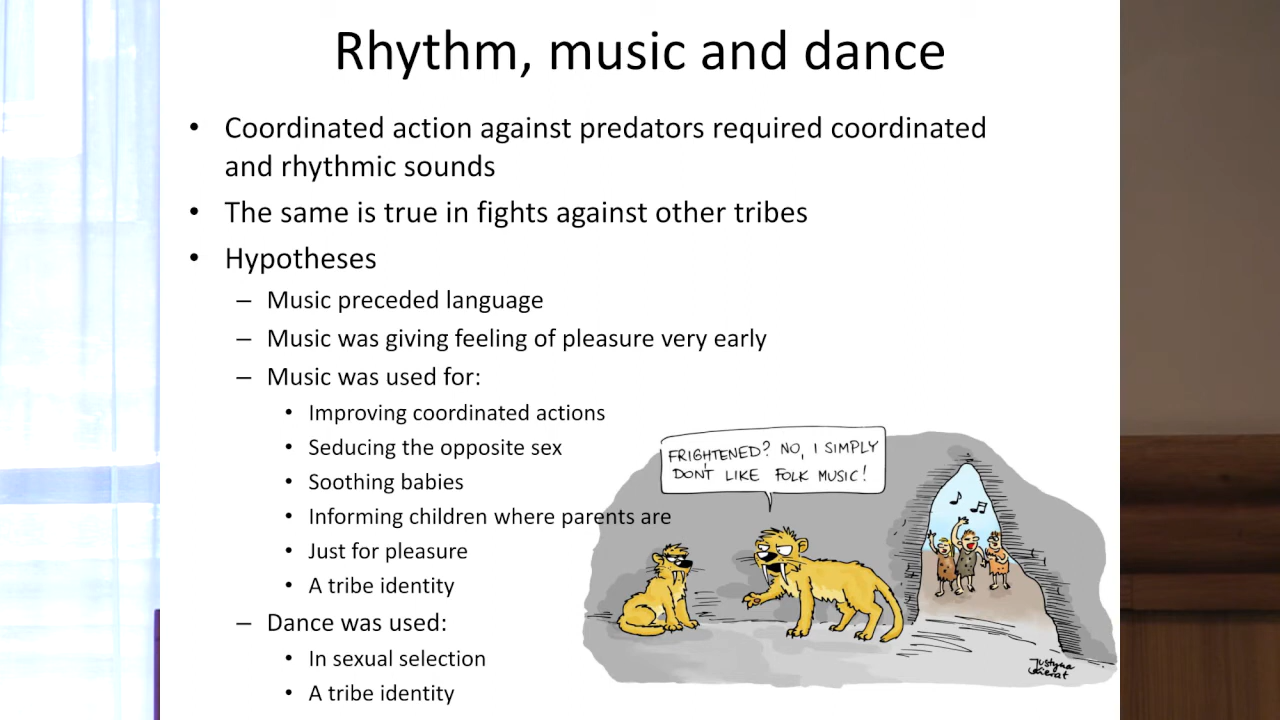 Rhythm, music and dance
• Coordinated action against predators required coordinated
and rhythmic sounds
• The same is true in fights against other tribes
• Hypotheses
– Music preceded language
– Music was giving feeling of pleasure very early
– Music was used for:
• Improving coordinated actions
• Seducing the opposite sex
• Soothing babies
• Informing children where parents are
• Just for pleasure
• A tribe identity
– Dance was used:
• In sexual selection
• A tribe identity
FRIGHTENED? NO, I SIMPLY
DON'T LIKE FOLK MUSIC!
Justyna